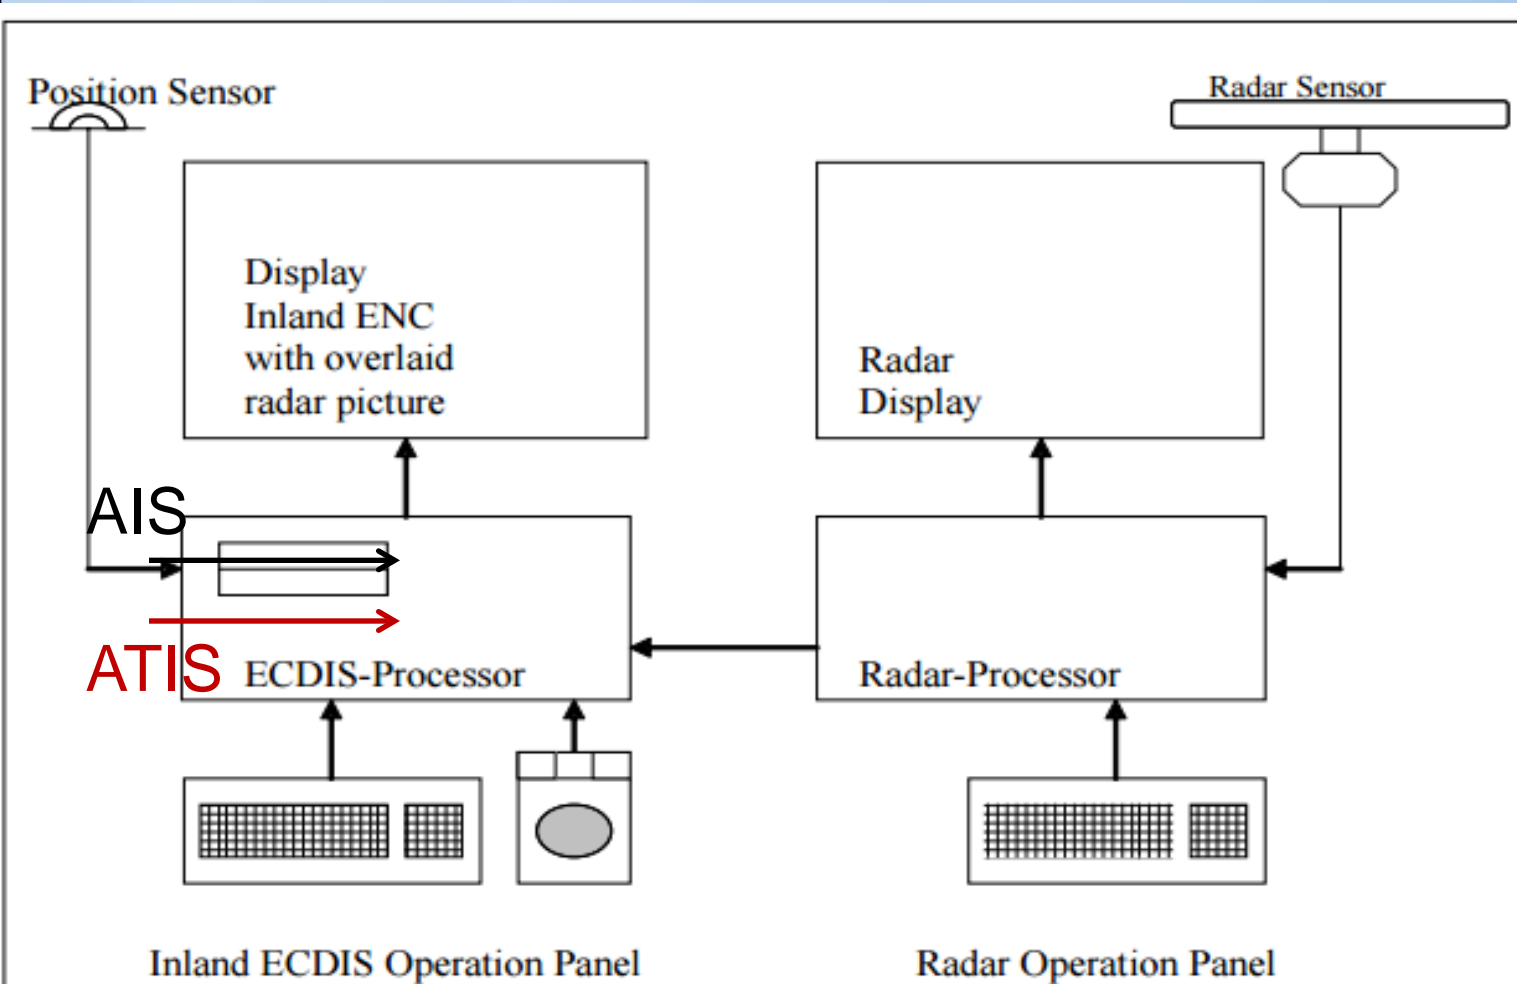 Position Sensor
Radar Sensor
Display
Inland ENC
with overlaid
radar picture
Radar
Display
AIS
ATIS
ECDIS-Processor
Radar-Processor
Inland ECDIS Operation Panel
Radar Operation Panel